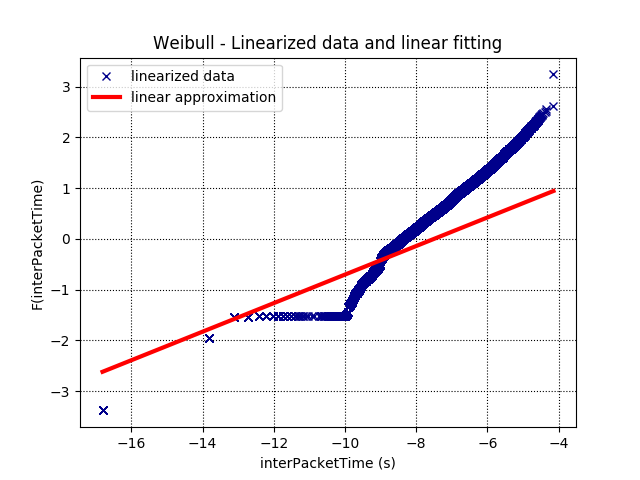 Weibull - Linearized data and linear fitting
linearized data
linear approximation
F(interPacketTime)
3
2
1
0
−1
−2
−3
−16
−14
−12
−10
−8
−6
−4
interPacketTime (s)